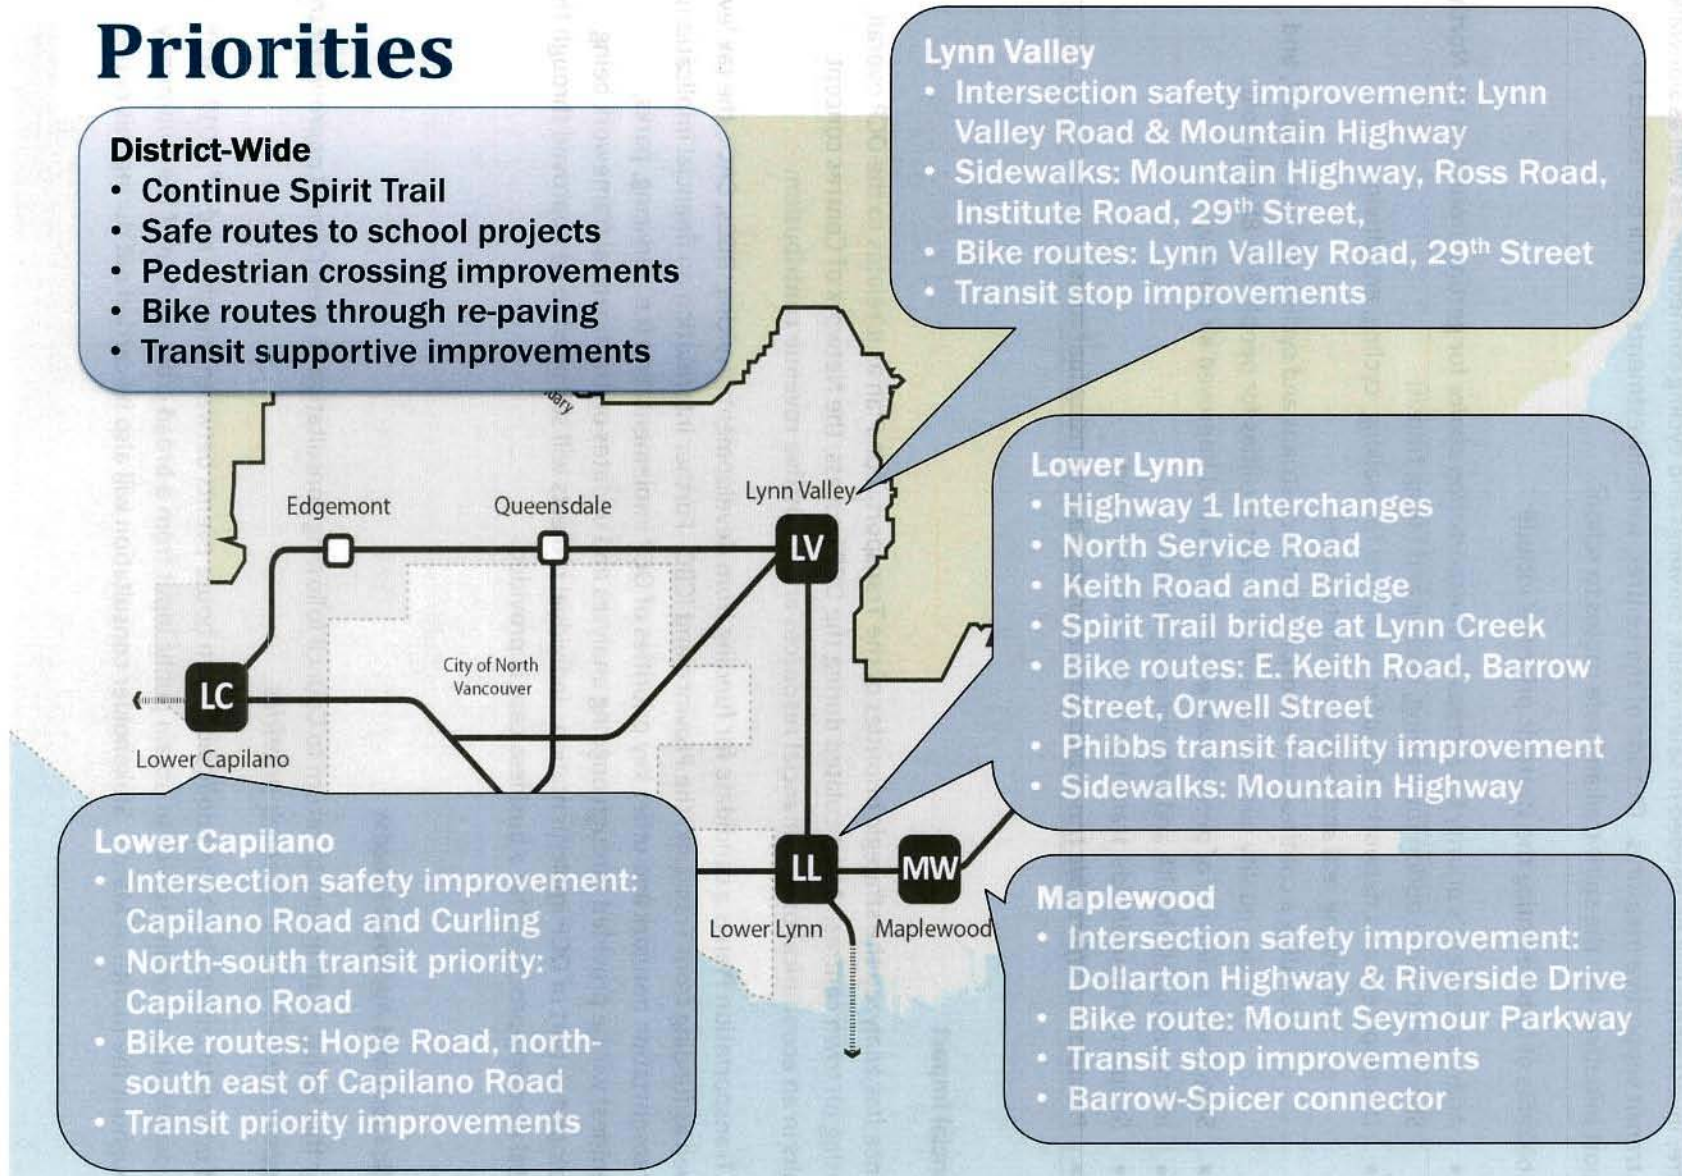 Priorities
District-Wide
• Continue Spirit Trail
• Safe routes to school projects
• Pedestrian crossing improvements
• Bike routes through re-paving
• Transit supportive improvements
Lynn Valley
• Intersection safety improvement: Lynn
Valley Road & Mountain Highway
• Sidewalks: Mountain Highway, Ross Road,
Institute Road, 29th Street,
• Bike routes: Lynn Valley Road, 29th Street
• Transit stop improvements
Edgemont
Queensdale
Lynn Valley
LV
City of North
Vancouver
LC
Lower Capilano
Lower Lynn
• Highway 1 Interchanges
• North Service Road
• Keith Road and Bridge
• Spirit Trail bridge at Lynn Creek
• Bike routes: E. Keith Road, Barrow
Street, Orwell Street
• Phibbs transit facility improvement
• Sidewalks: Mountain Highway
Lower Capilano
• Intersection safety improvement:
Capilano Road and Curling
• North-south transit priority:
Capilano Road
• Bike routes: Hope Road, north-
south east of Capilano Road
• Transit priority improvements
LL
MW
Lower Lynn
Maplewood
Maplewood
• Intersection safety improvement:
Dollarton Highway & Riverside Drive
• Bike route: Mount Seymour Parkway
• Transit stop improvements
• Barrow-Spicer connector